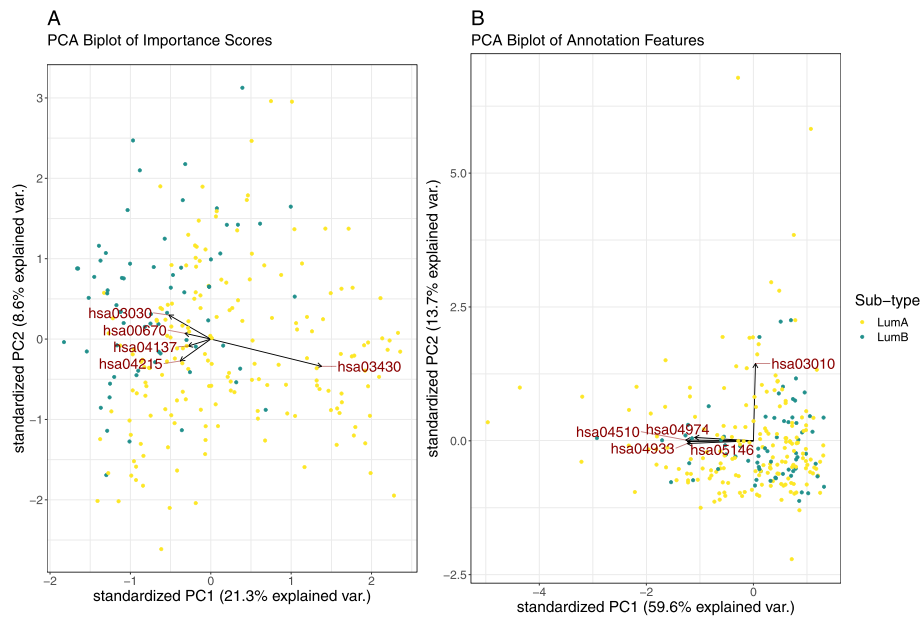 A
PCA Biplot of Importance Scores
3
2
1
0
−1
−2
−2
−1
0
1
2
standardized PC1 (21.3% explained var.)
standardized PC2 (8.6% explained var.)
hsa03030
hsa00670
hsa04137
hsa04215
hsa03430
B
PCA Biplot of Annotation Features
5.0
2.5
0.0
−2.5
−4
−2
0
standardized PC1 (59.6% explained var.)
standardized PC2 (13.7% explained var.)
hsa03010
hsa04510
hsa04974
hsa04933
hsa05146
Sub-type
LumA
LumB